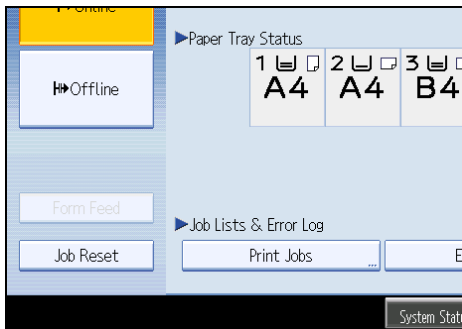 Online
Offline
▶Paper Tray Status
1 2 3
A4 A4 B4
Form Feed
▶Job Lists & Error Log
Job Reset
Print Jobs ...
E
System Stat